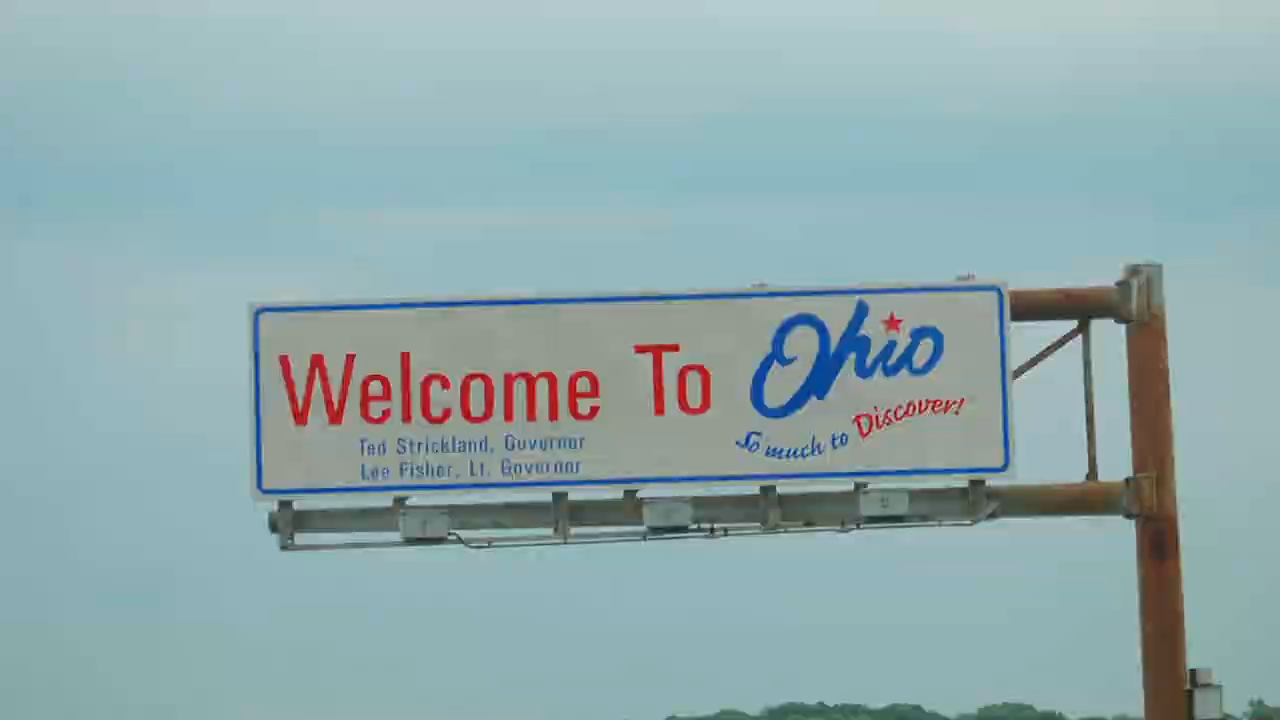 Welcome To Ohio
So much to Discover!
Ted Strickland, Governor
Lee Fisher, Lt. Governor